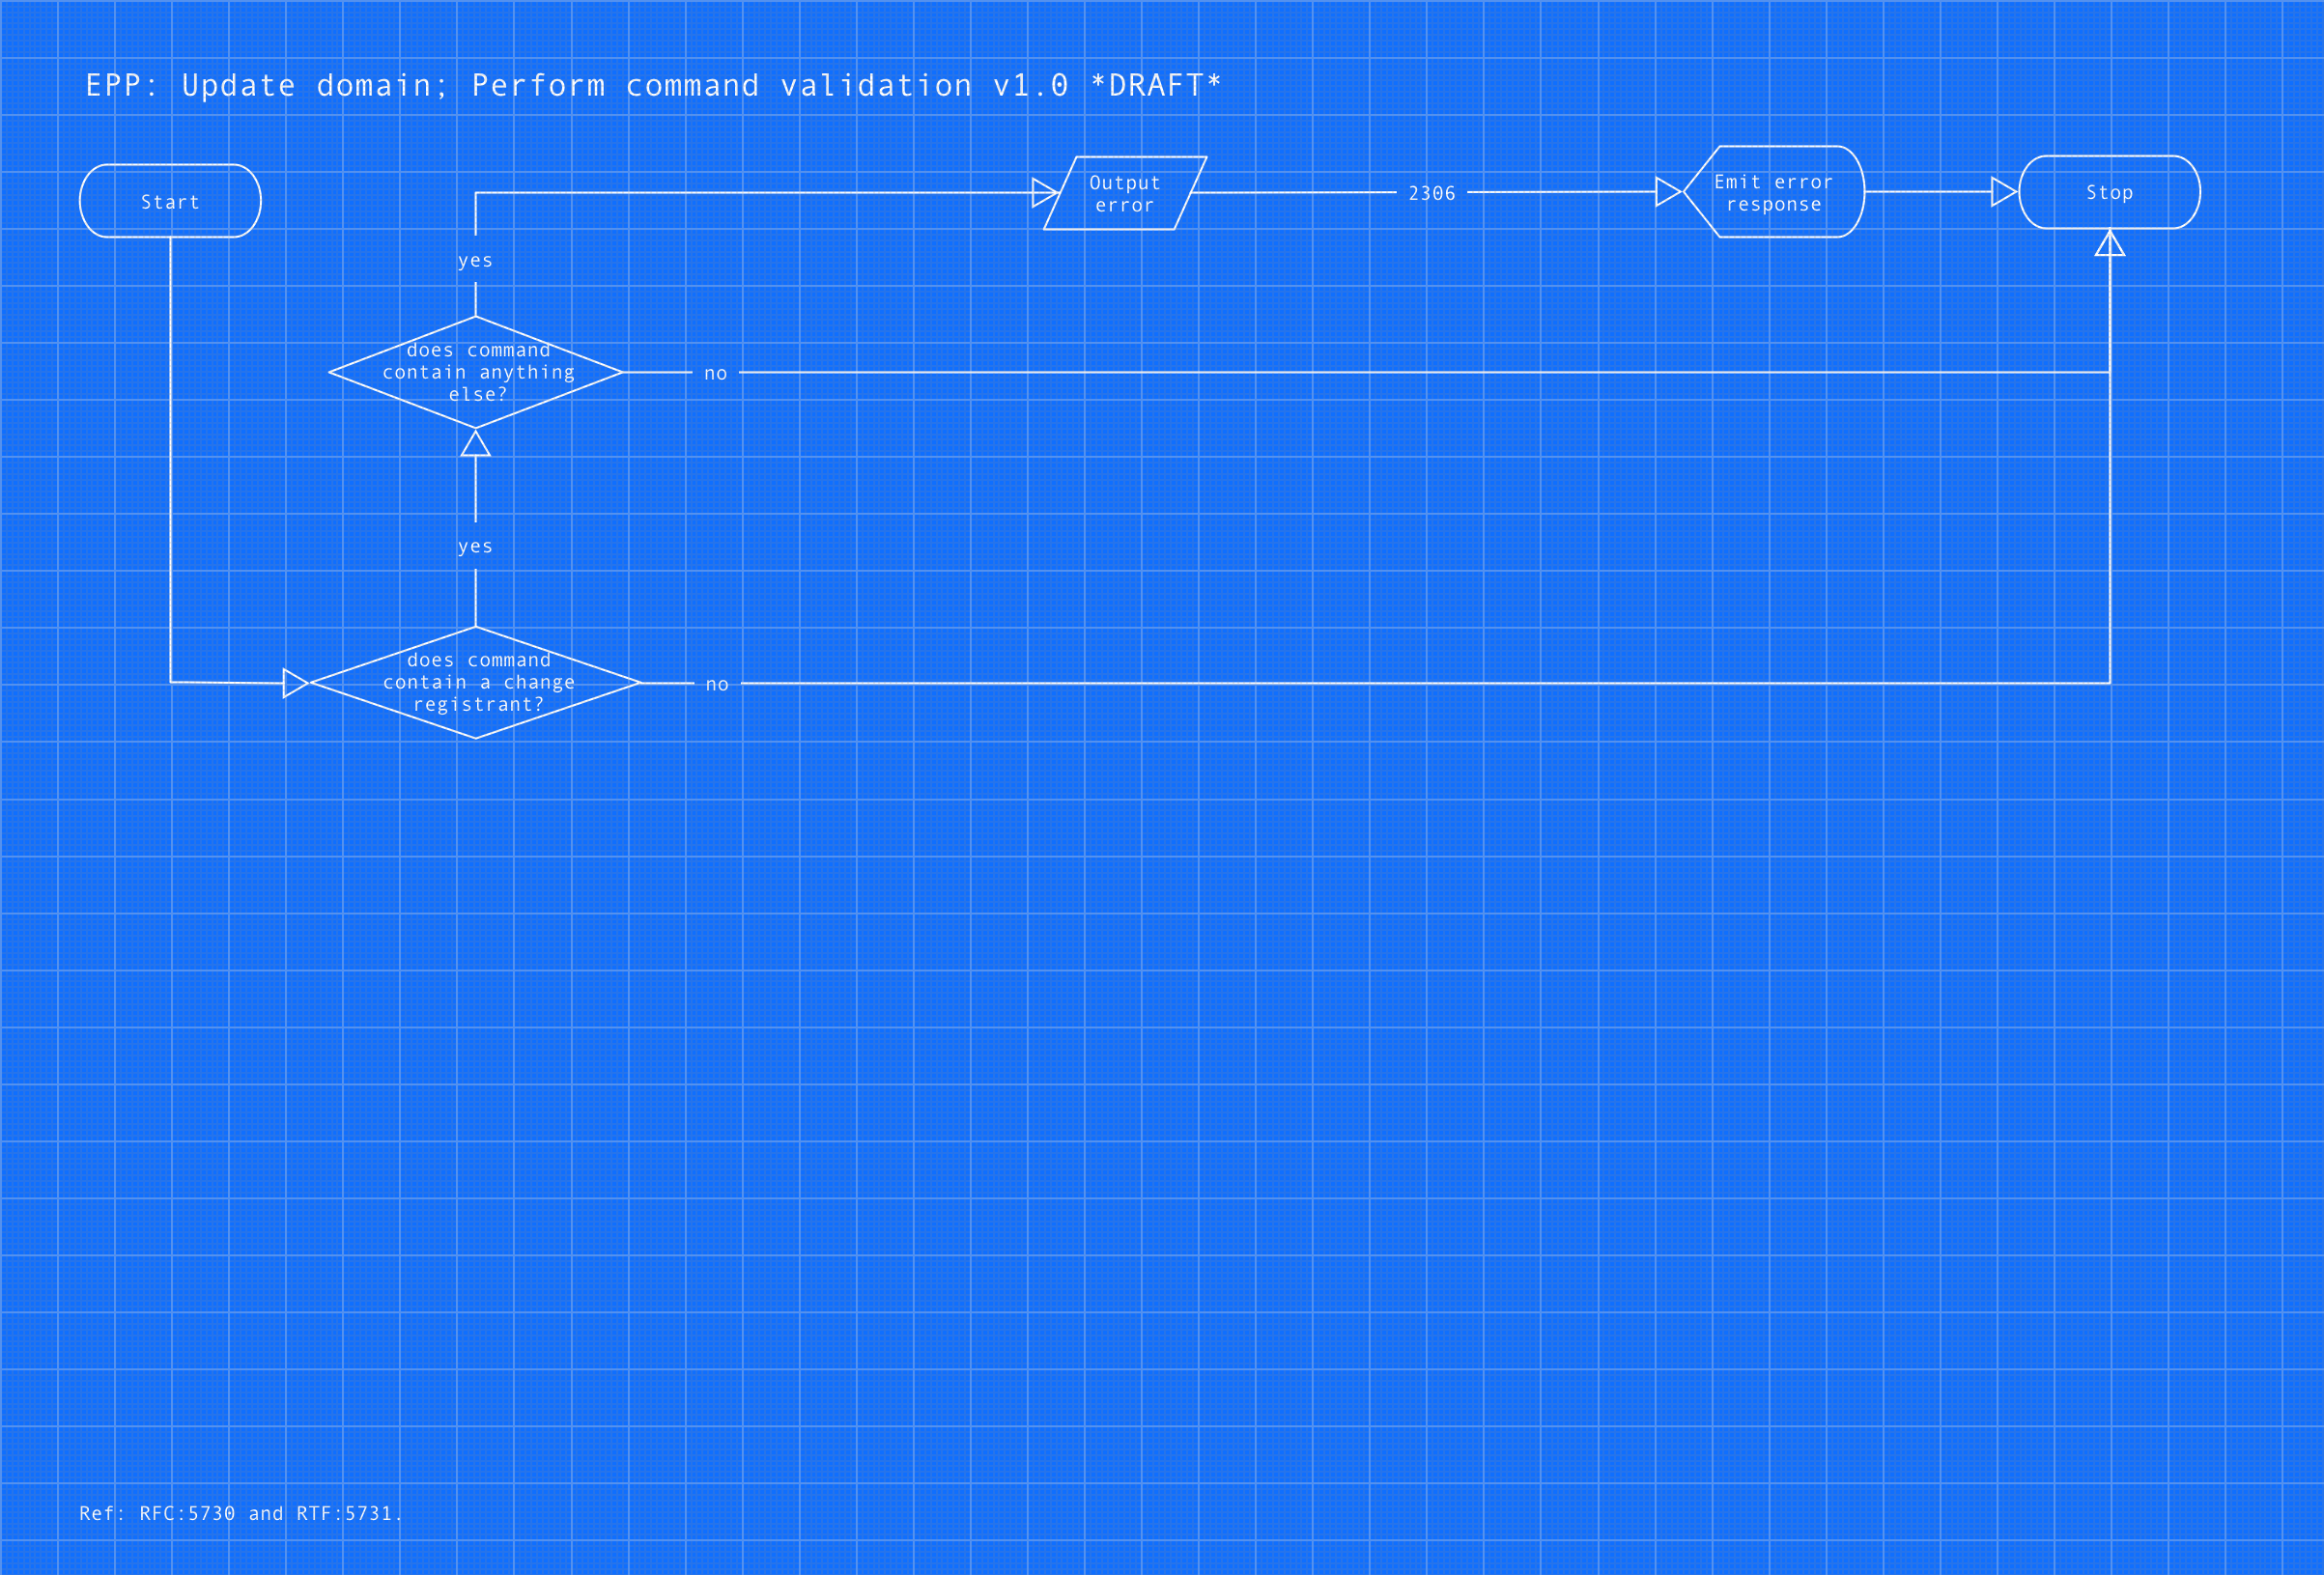 EPP: Update domain; Perform command validation v1.0 *DRAFT*
Start
yes
Output
error
2306
Emit error
response
Stop
does command
contain anything
else?
no
yes
does command
contain a change
registrant?
no
Ref: RFC:5730 and RTF:5731.